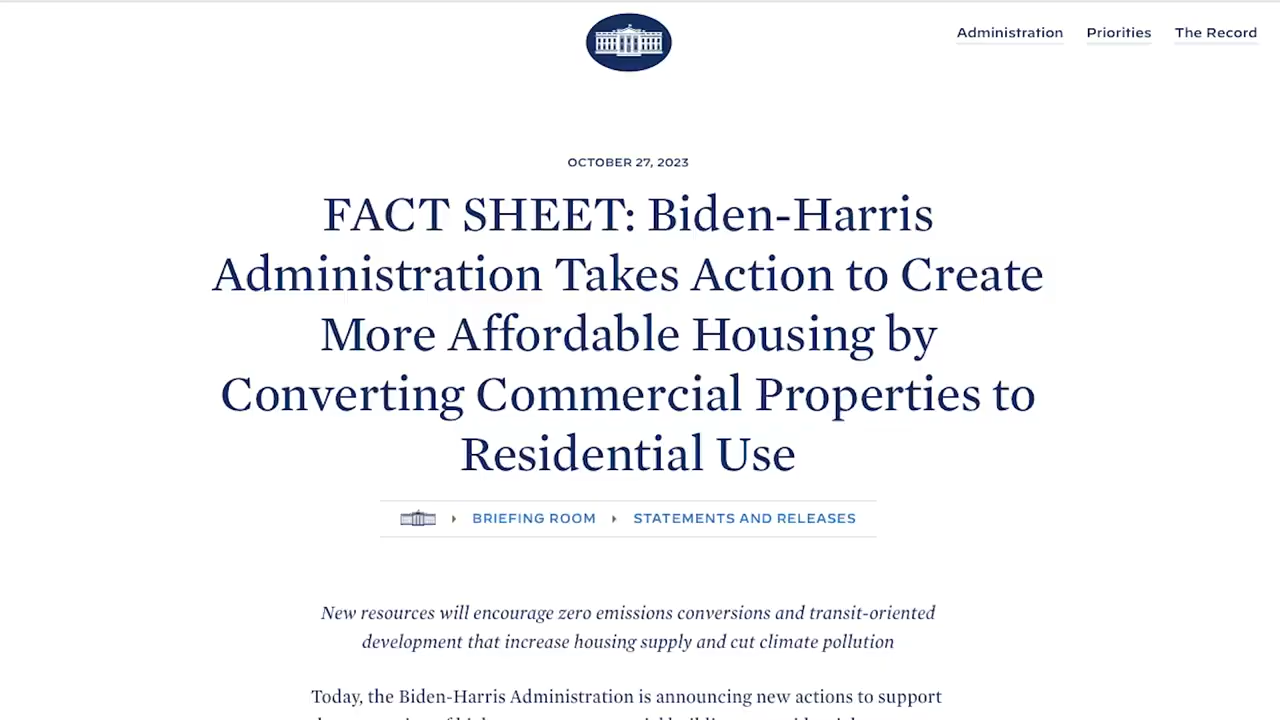 Administration Priorities The Record
OCTOBER 27, 2023
FACT SHEET: Biden-Harris
Administration Takes Action to Create
More Affordable Housing by
Converting Commercial Properties to
Residential Use
BRIEFING ROOM STATEMENTS AND RELEASES
New resources will encourage zero emissions conversions and transit-oriented
development that increase housing supply and cut climate pollution
Today, the Biden-Harris Administration is announcing new actions to support